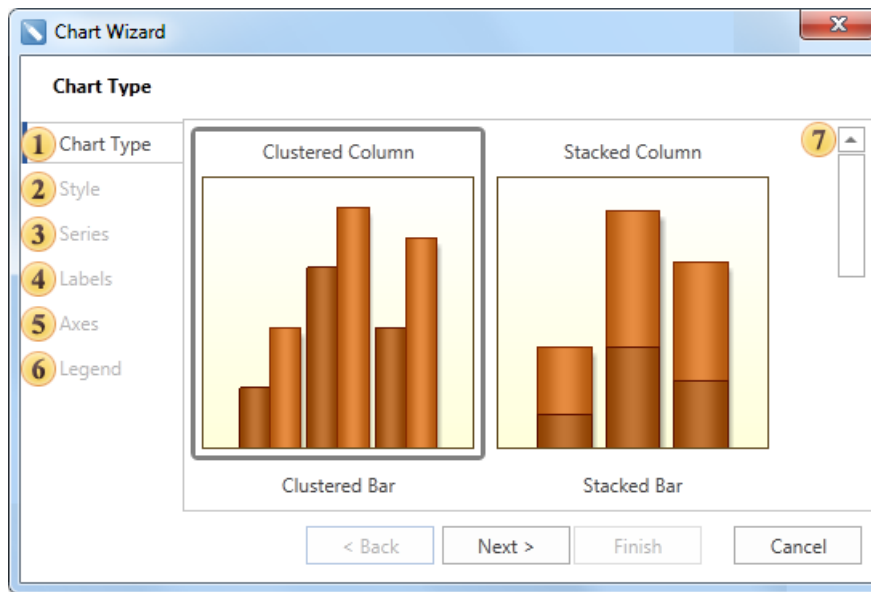 Chart Wizard
Chart Type
1 Chart Type
2 Style
3 Series
4 Labels
5 Axes
6 Legend
Clustered Column Stacked Column 7
Clustered Bar Stacked Bar
< Back Next > Finish Cancel